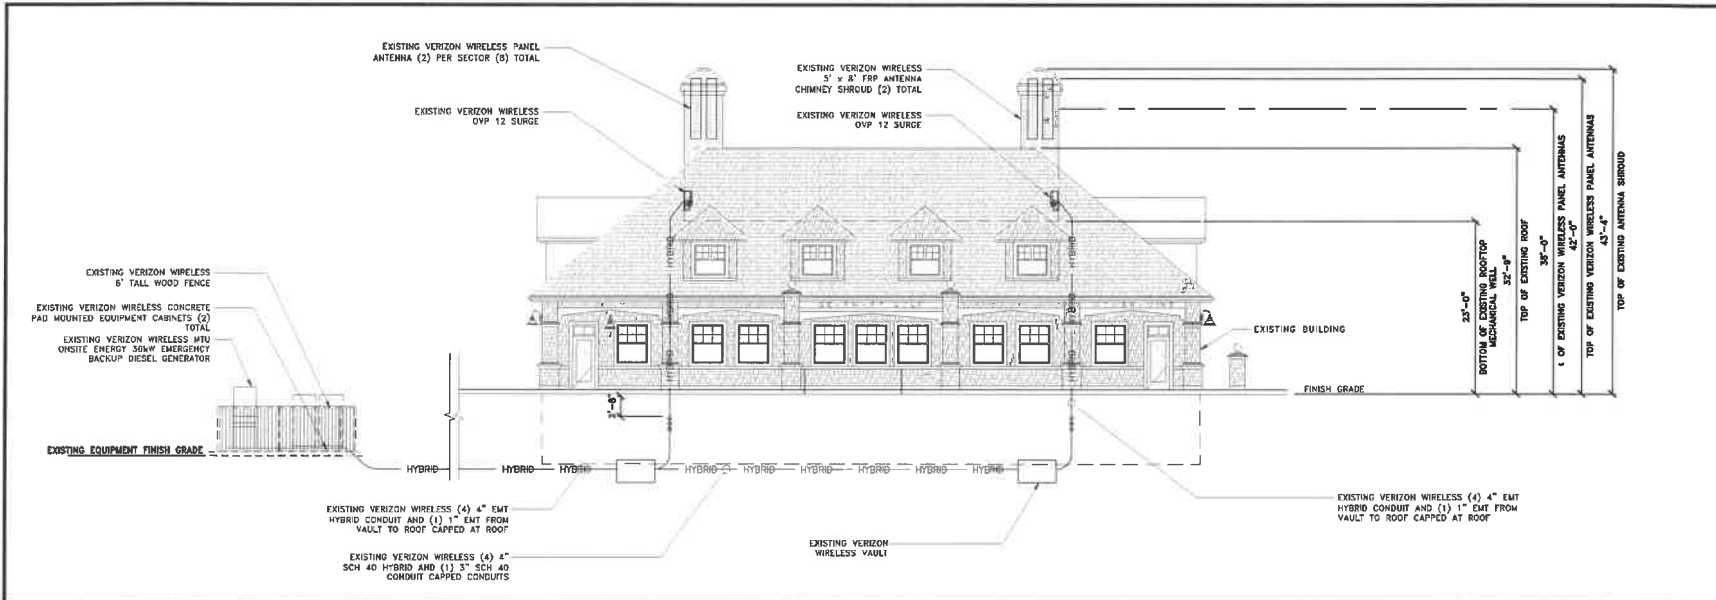 EXISTING VERIZON WIRELESS PANEL
ANTENNA (2) PER SECTOR (8) TOTAL
EXISTING VERIZON WIRELESS
OVP 12 SURGE
EXISTING VERIZON WIRELESS
5' x 8' FRP ANTENNA
CHIMNEY SHROUD (2) TOTAL
EXISTING VERIZON WIRELESS
OVP 12 SURGE
EXISTING VERIZON WIRELESS
6' TALL WOOD FENCE
EXISTING VERIZON WIRELESS CONCRETE
PAD MOUNTED EQUIPMENT CABINETS (2)
TOTAL
EXISTING VERIZON WIRELESS MTU
ONSITE ENERGY 30kW EMERGENCY
BACKUP DIESEL GENERATOR
EXISTING EQUIPMENT FINISH GRADE
HYBRID
HYBRID
HYBRID
HYBRID
HYBRID
HYBRID
HYBRID
HYBRID
HYBRID
HYBRID
HYBRID
EXISTING BUILDING
FINISH GRADE
23'-0"
BOTTOM OF EXISTING ROOFTOP
MECHANICAL WELL
32'-9"
TOP OF EXISTING ROOF
38'-0"
℄ OF EXISTING VERIZON WIRELESS PANEL ANTENNAS
42'-0"
TOP OF EXISTING VERIZON WIRELESS PANEL ANTENNAS
43'-4"
TOP OF EXISTING ANTENNA SHROUD
EXISTING VERIZON WIRELESS (4) 4" EMT
HYBRID CONDUIT AND (1) 1" EMT FROM
VAULT TO ROOF CAPPED AT ROOF
EXISTING VERIZON WIRELESS (4) 4"
SCH 40 HYBRID AND (1) 3" SCH 40
CONDUIT CAPPED CONDUITS
EXISTING VERIZON
WIRELESS VAULT
EXISTING VERIZON WIRELESS (4) 4" EMT
HYBRID CONDUIT AND (1) 1" EMT FROM
VAULT TO ROOF CAPPED AT ROOF